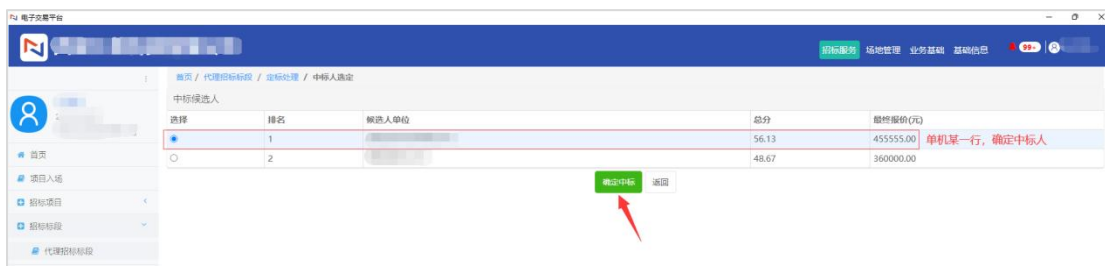 电子交易平台
招标服务 场地管理 业务基础 基础信息 99+
首页 / 代理招标标段 / 定标处理 / 中标人选定
中标候选人
选择 排名 候选人单位 总分 最终报价(元)
1 56.13 455555.00 单机某一行，确定中标人
2 48.67 360000.00
确定中标 返回
首页
项目入场
招标项目
招标标段
代理招标标段